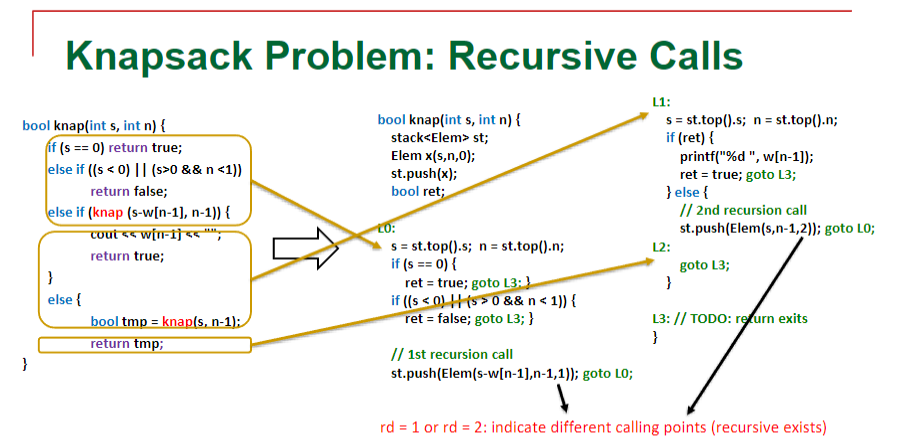 Knapsack Problem: Recursive Calls
bool knap(int s, int n) {
if (s == 0) return true;
else if ((s < 0) || (s>0 && n <1))
return false;
else if (knap (s-w[n-1], n-1)) {
cout << w[n-1] << "";
return true;
}
else {
bool tmp = knap(s, n-1);
return tmp;
}
bool knap(int s, int n) {
stack<Elem> st;
Elem x(s,n,0);
st.push(x);
bool ret;
L0:
s = st.top().s; n = st.top().n;
if (s == 0) {
ret = true; goto L3; }
if ((s < 0) || (s > 0 && n < 1)) {
ret = false; goto L3; }
// 1st recursion call
st.push(Elem(s-w[n-1],n-1,1)); goto L0;
L1:
s = st.top().s; n = st.top().n;
if (ret) {
printf("%d ", w[n-1]);
ret = true; goto L3;
} else {
// 2nd recursion call
st.push(Elem(s,n-1,2)); goto L0;
L2:
goto L3;
}
L3: // TODO: return exits
}
rd = 1 or rd = 2: indicate different calling points (recursive exists)